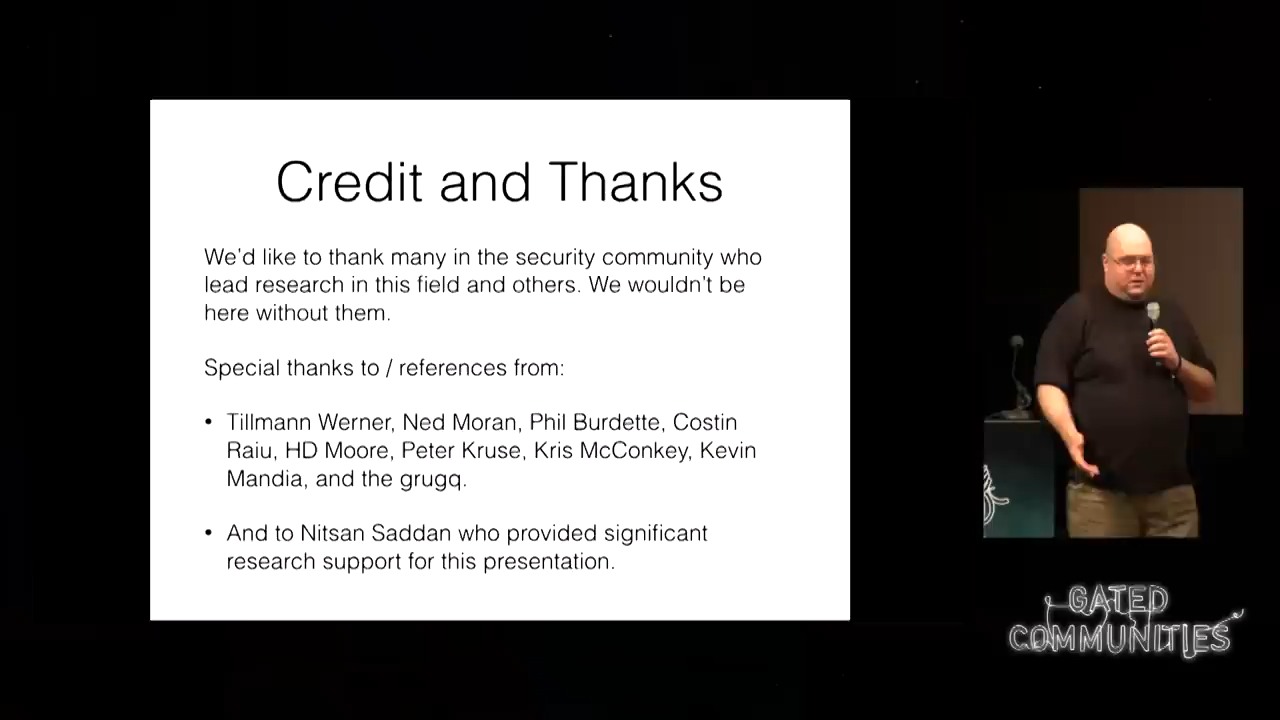 Credit and Thanks
We'd like to thank many in the security community who
lead research in this field and others. We wouldn't be
here without them.
Special thanks to / references from:
• Tillmann Werner, Ned Moran, Phil Burdette, Costin
Raiu, HD Moore, Peter Kruse, Kris McConkey, Kevin
Mandia, and the grugq.
• And to Nitsan Saddan who provided significant
research support for this presentation.
GATED
COMMUNITIES